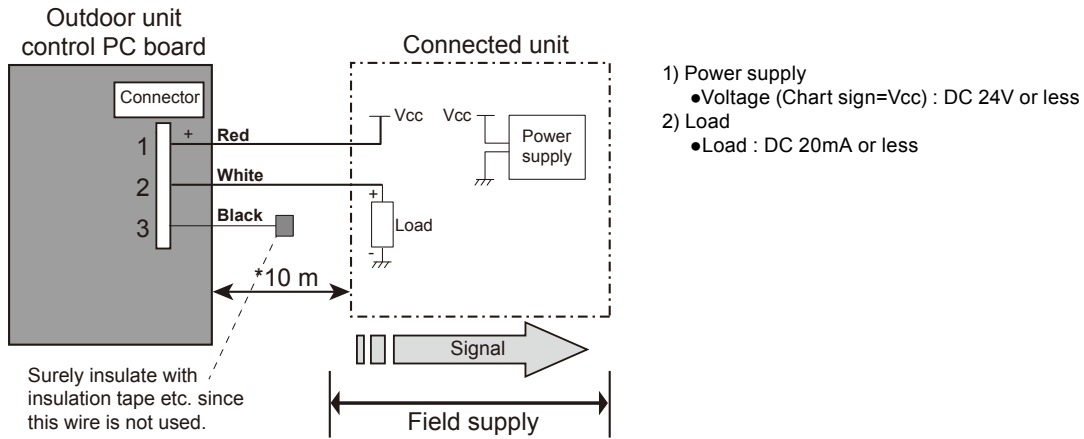 Outdoor unit
control PC board
Connected unit
Connector
1
+
Red
2
White
3
Black
Vcc
Vcc
Power
supply
+
Load
-
*10 m
Signal
Surely insulate with
insulation tape etc. since
this wire is not used.
Field supply
1) Power supply
●Voltage (Chart sign=Vcc) : DC 24V or less
2) Load
●Load : DC 20mA or less